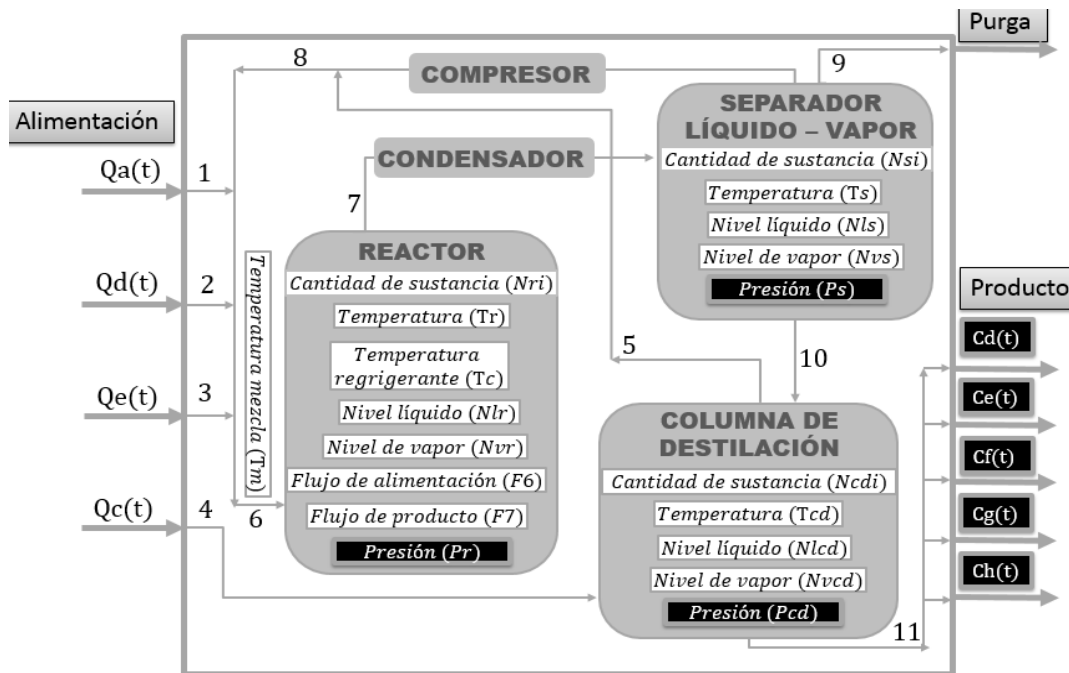 Purga
8
9
COMPRESOR
SEPARADOR
LÍQUIDO – VAPOR
Cantidad de sustancia (Nsi)
Temperatura (Ts)
Nivel líquido (Nls)
Nivel de vapor (Nvs)
Presión (Ps)
Alimentación
Qa(t)
1
Qd(t)
2
Qe(t)
3
Qc(t)
4
Temperatura mezcla (Tm)
6
7
CONDENSADOR
REACTOR
Cantidad de sustancia (Nri)
Temperatura (Tr)
Temperatura
regrigerante (Tc)
Nivel líquido (Nlr)
Nivel de vapor (Nvr)
Flujo de alimentación (F6)
Flujo de producto (F7)
Presión (Pr)
5
10
COLUMNA DE
DESTILACIÓN
Cantidad de sustancia (Ncdi)
Temperatura (Tcd)
Nivel líquido (Nlcd)
Nivel de vapor (Nvcd)
Presión (Pcd)
11
Producto
Cd(t)
Ce(t)
Cf(t)
Cg(t)
Ch(t)